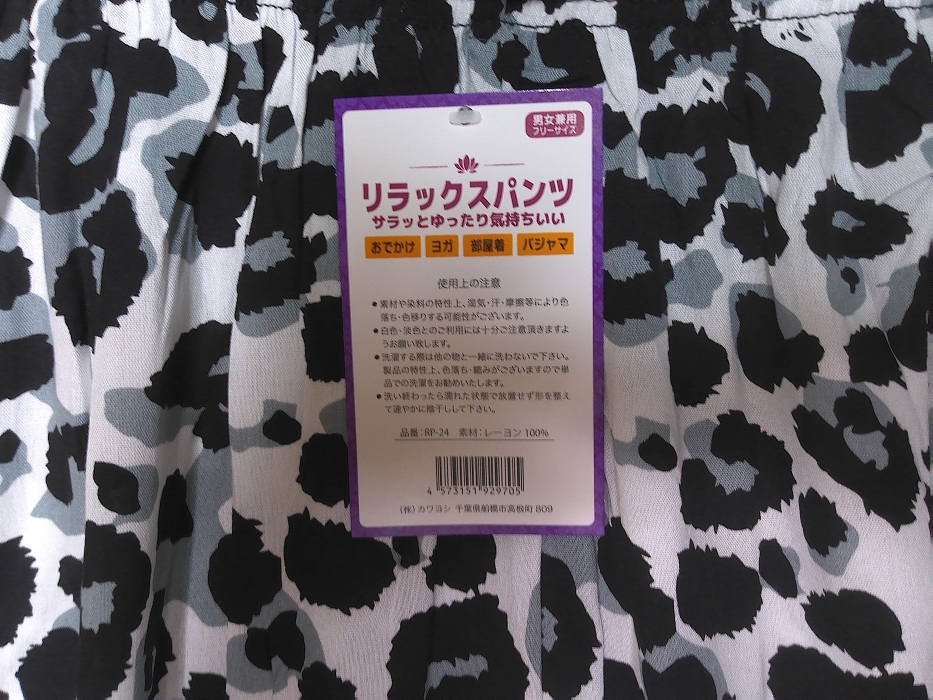 男女兼用
フリーサイズ
リラックスパンツ
サラッとゆったり気持ちいい
おでかけ ヨガ 部屋着 パジャマ
使用上の注意
●素材や染料の特性上、湿気・汗・摩擦等により色
落ち・色移りする可能性がございます。
●白色・淡色とのご利用には十分ご注意頂きますよ
うお願い致します。
●洗濯する際は他の物と一緒に洗わないで下さい。
製品の特性上、色落ち・縮みがございますので単
品での洗濯をお勧めいたします。
●洗い終わったら濡れた状態で放置せず形を整え
て速やかに陰干しして下さい。
品番：RP-24 素材：レーヨン 100%
4 573151 929705
(株) カワヨシ 千葉県船橋市高根町 809